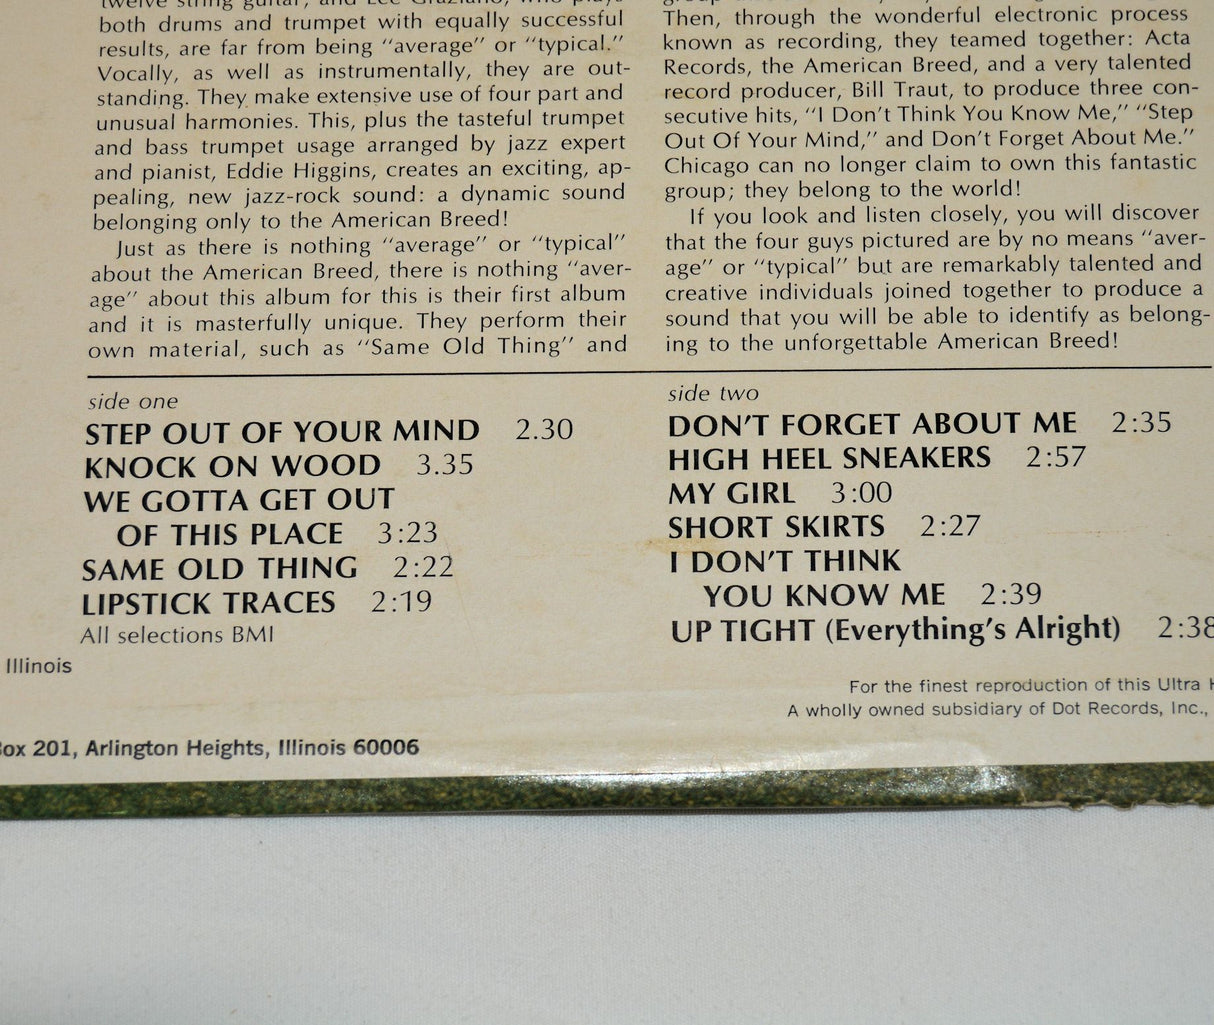 twelve string guitar, and Lee Graziano, who plays
both drums and trumpet with equally successful
results, are far from being “average” or “typical.”
Vocally, as well as instrumentally, they are out-
standing. They make extensive use of four part and
unusual harmonies. This, plus the tasteful trumpet
and bass trumpet usage arranged by jazz expert
and pianist, Eddie Higgins, creates an exciting, ap-
pealing, new jazz-rock sound: a dynamic sound
belonging only to the American Breed!
Just as there is nothing “average” or “typical”
about the American Breed, there is nothing “aver-
age” about this album for this is their first album
and it is masterfully unique. They perform their
own material, such as “Same Old Thing” and
Then, through the wonderful electronic process
known as recording, they teamed together: Acta
Records, the American Breed, and a very talented
record producer, Bill Traut, to produce three con-
secutive hits, “I Don’t Think You Know Me,” “Step
Out Of Your Mind,” and Don’t Forget About Me.”
Chicago can no longer claim to own this fantastic
group; they belong to the world!
If you look and listen closely, you will discover
that the four guys pictured are by no means “aver-
age” or “typical” but are remarkably talented and
creative individuals joined together to produce a
sound that you will be able to identify as belong-
ing to the unforgettable American Breed!
side one
STEP OUT OF YOUR MIND 2.30
KNOCK ON WOOD 3.35
WE GOTTA GET OUT
OF THIS PLACE 3:23
SAME OLD THING 2:22
LIPSTICK TRACES 2:19
All selections BMI
side two
DON'T FORGET ABOUT ME 2:35
HIGH HEEL SNEAKERS 2:57
MY GIRL 3:00
SHORT SKIRTS 2:27
I DON'T THINK
YOU KNOW ME 2:39
UP TIGHT (Everything's Alright) 2:38
Illinois
For the finest reproduction of this Ultra H
A wholly owned subsidiary of Dot Records, Inc.,
Box 201, Arlington Heights, Illinois 60006